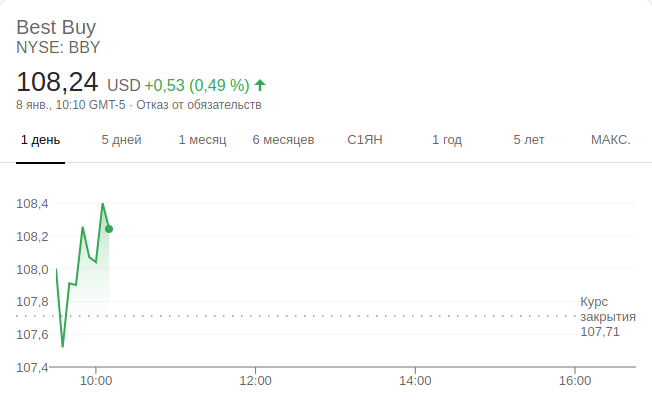 Best Buy
NYSE: BBY
108,24 USD +0,53 (0,49 %)
8 янв., 10:10 GMT-5 · Отказ от обязательств
1 день 5 дней 1 месяц 6 месяцев С1ЯН 1 год 5 лет МАКС.
108,4
108,2
108,0
107,8
107,6
107,4
Курс
закрытия
107,71
10:00 12:00 14:00 16:00